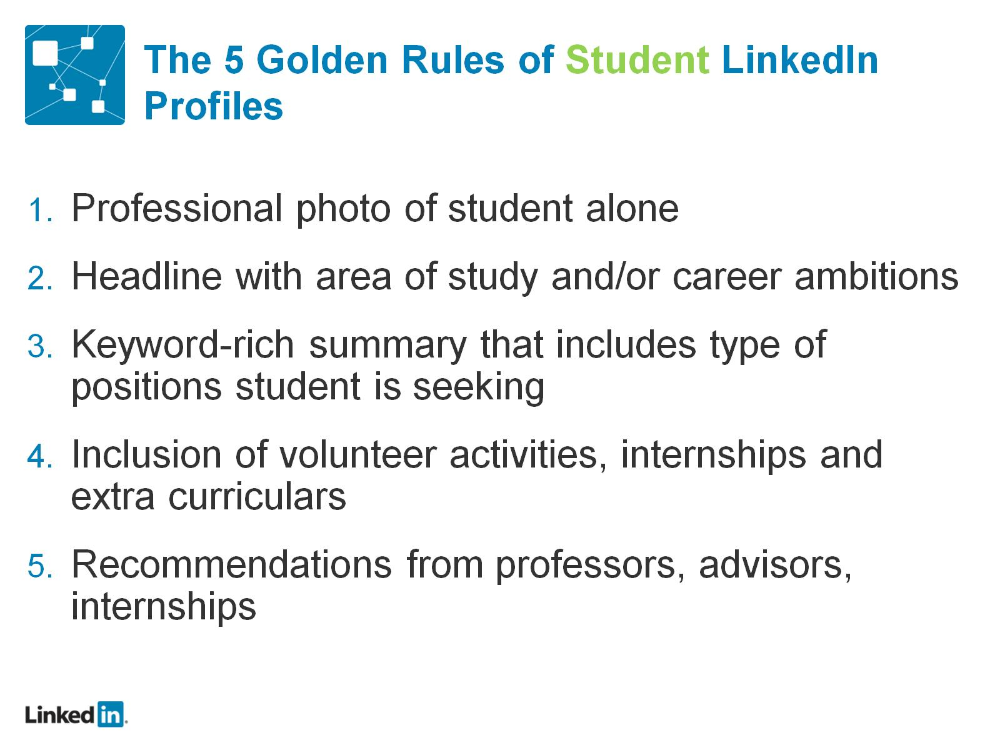 The 5 Golden Rules of Student LinkedIn
Profiles
1. Professional photo of student alone
2. Headline with area of study and/or career ambitions
3. Keyword-rich summary that includes type of
positions student is seeking
4. Inclusion of volunteer activities, internships and
extra curriculars
5. Recommendations from professors, advisors,
internships
Linked in.